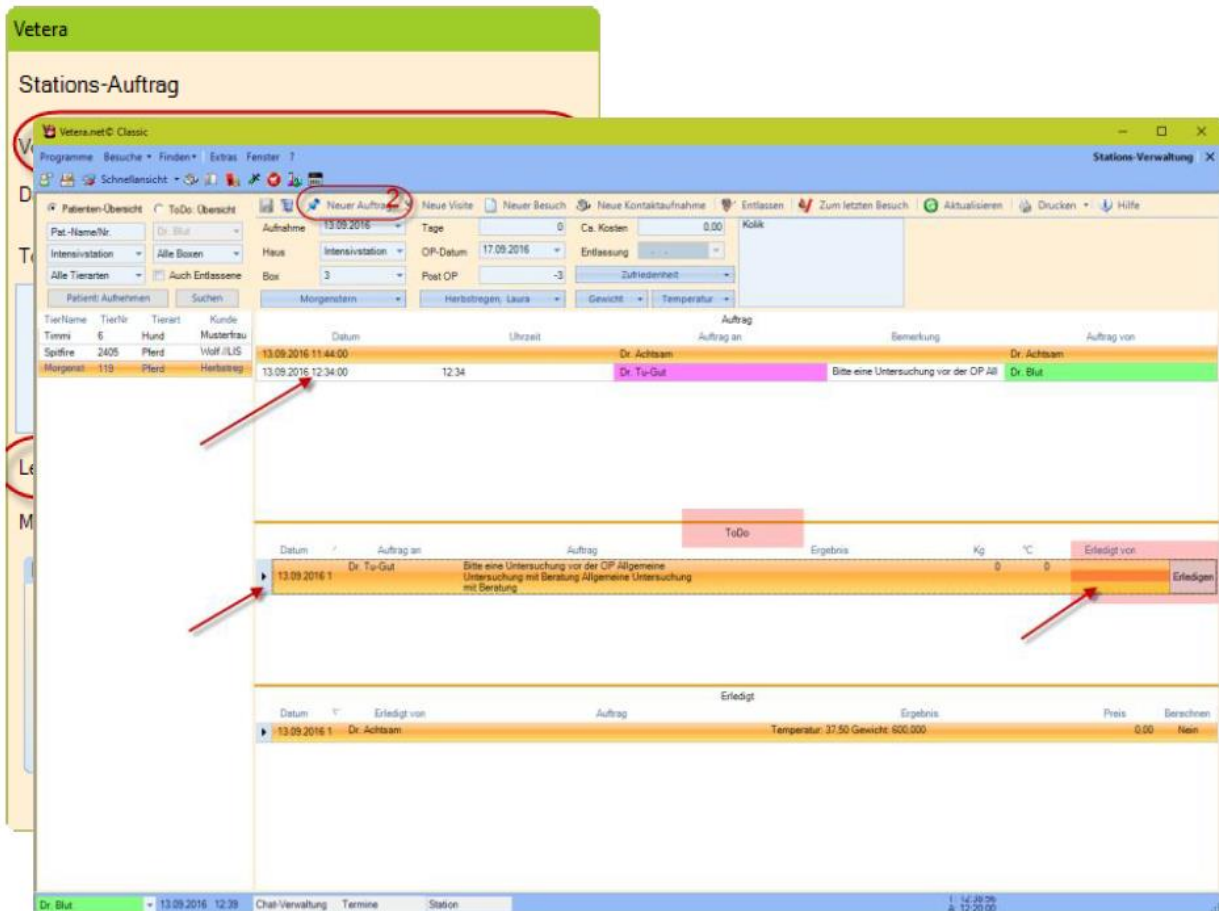 Vetera
Stations-Auftrag
Vetera.net© Classic
Programme Besuche Finden Extras Fenster ?
Stations-Verwaltung X
Schnellansicht
Patienten-Übersicht ToDo: Übersicht
Neuer Auftrag 2 Neue Visite Neuer Besuch Neue Kontaktaufnahme Entlassen Zum letzten Besuch Aktualisieren Drucken Hilfe
Pat.-Name/Nr. Dr. Blut
Aufnahme 13.09.2016 Tage 0 Ca. Kosten 0,00 Kolik
Intensivstation Alle Boxen
Haus Intensivstation OP-Datum 17.09.2016 Entlassung
Alle Tierarten Auch Entlassene
Box 3 Post OP -3 Zufriedenheit
Patient: Aufnehmen Suchen
Morgenstern Herbstregen, Laura Gewicht Temperatur
TierName TierNr Tierart Kunde
Timmi 6 Hund Musterfrau
Spitfire 2405 Pferd Wolf //LIS
Morgenst 119 Pferd Herbstreg
Auftrag
Datum Uhrzeit Auftrag an Bemerkung Auftrag von
13.09.2016 11:44:00 Dr. Achtsam Dr. Achtsam
13.09.2016 12:34:00 12:34 Dr. Tu-Gut Bitte eine Untersuchung vor der OP All Dr. Blut
ToDo
Datum Auftrag an Auftrag Ergebnis Kg °C Erledigt von
13.09.2016 1 Dr. Tu-Gut Bitte eine Untersuchung vor der OP Allgemeine 0 0
Untersuchung mit Beratung Allgemeine Untersuchung
mit Beratung
Erledigen
Erledigt
Datum Erledigt von Auftrag Ergebnis Preis Berechnen
13.09.2016 1 Dr. Achtsam Temperatur: 37,50 Gewicht: 600,000 0,00 Nein
Dr. Blut 13.09.2016 12:39 Chat-Verwaltung Termine Station
A: 12:20:00